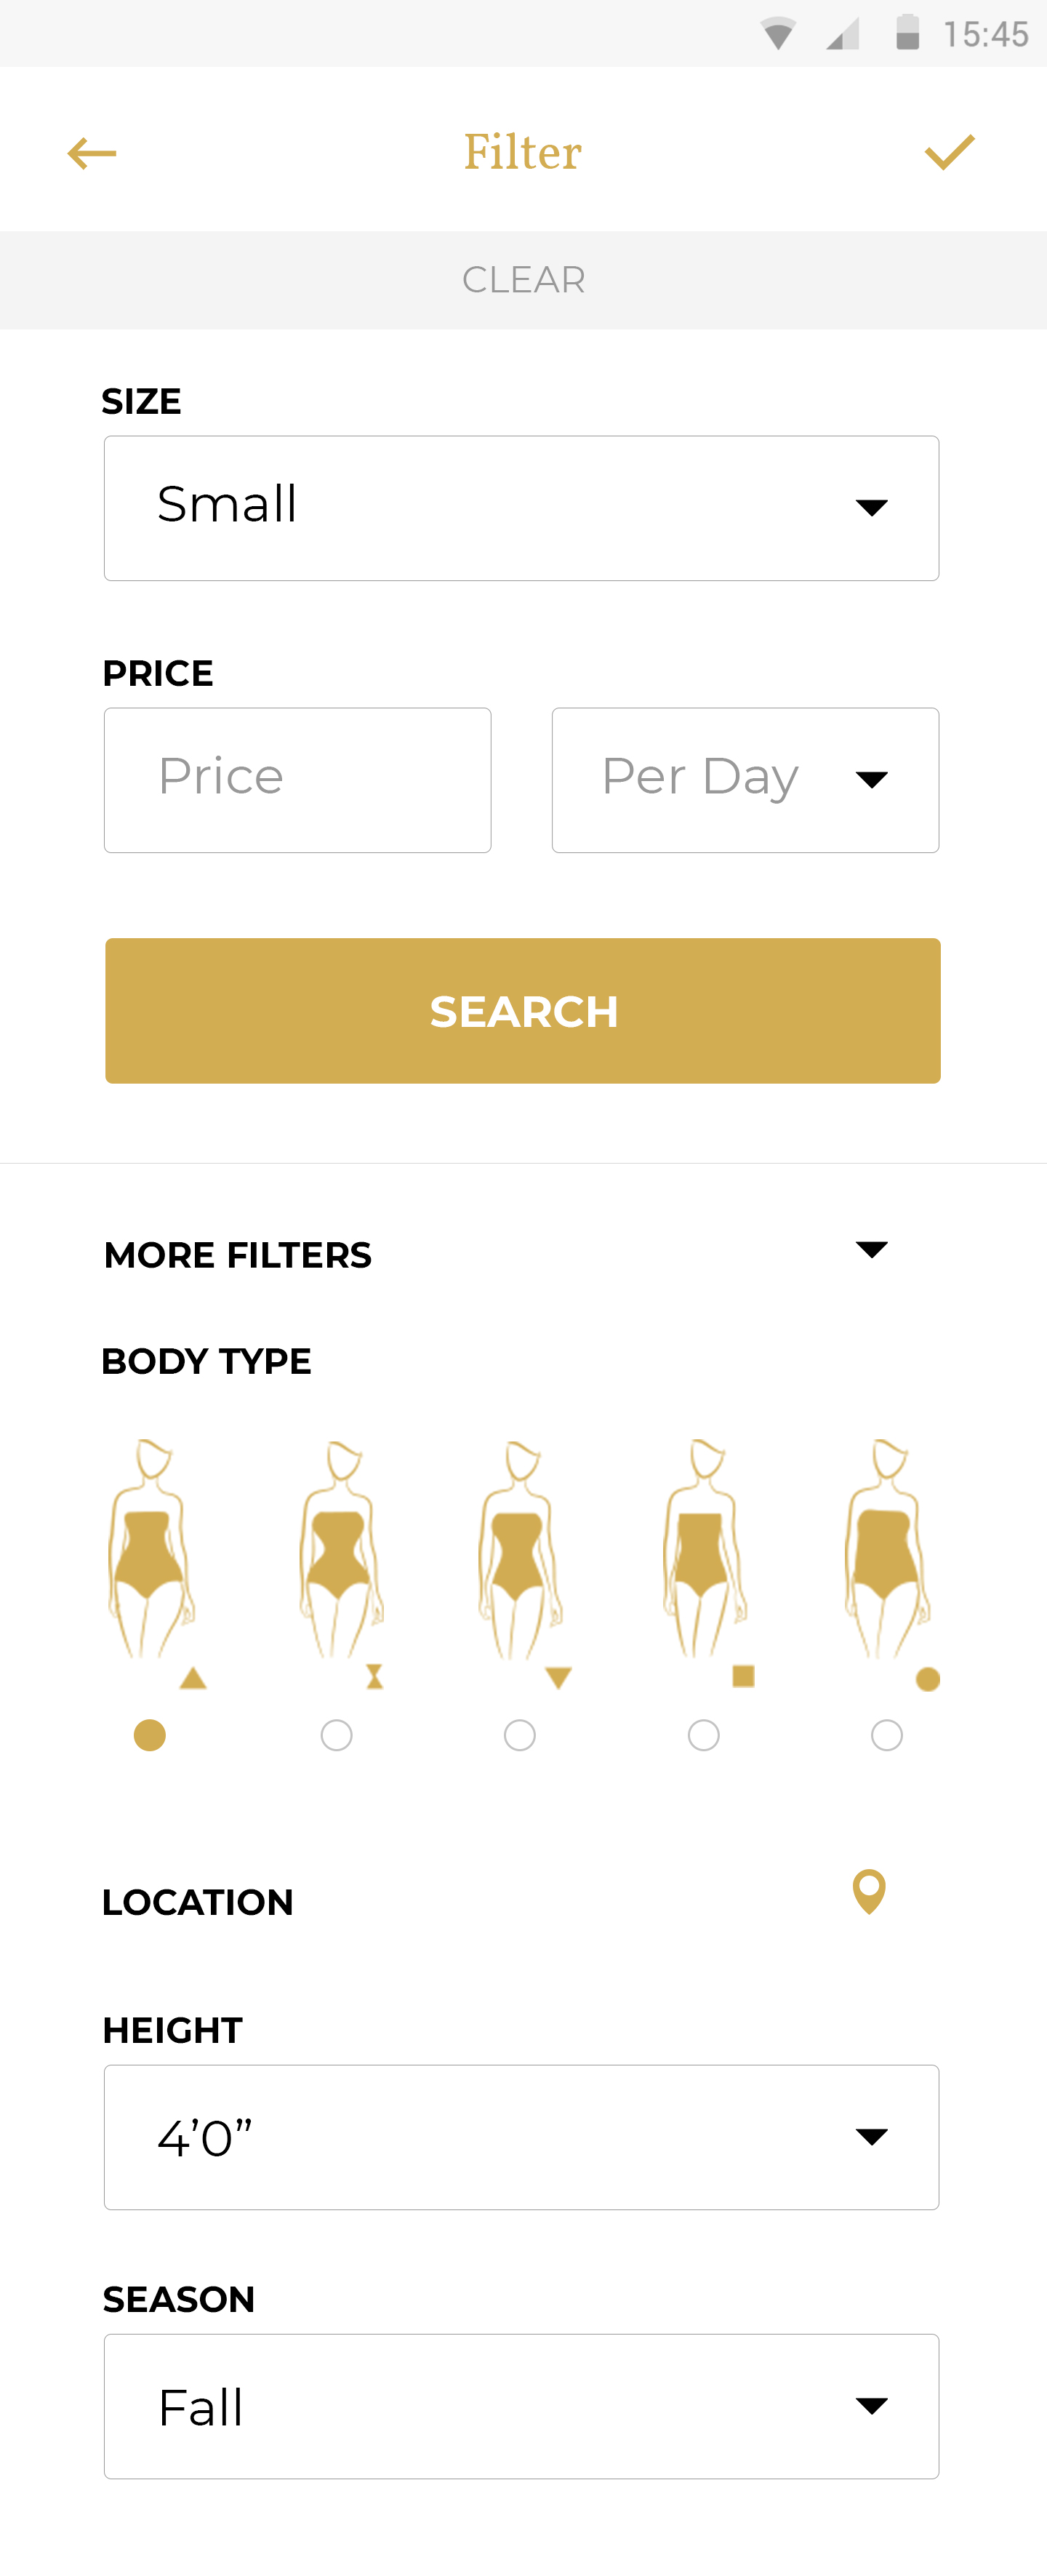 15:45
Filter
CLEAR
SIZE
Small
PRICE
Price
Per Day
SEARCH
MORE FILTERS
BODY TYPE
LOCATION
HEIGHT
4’0”
SEASON
Fall